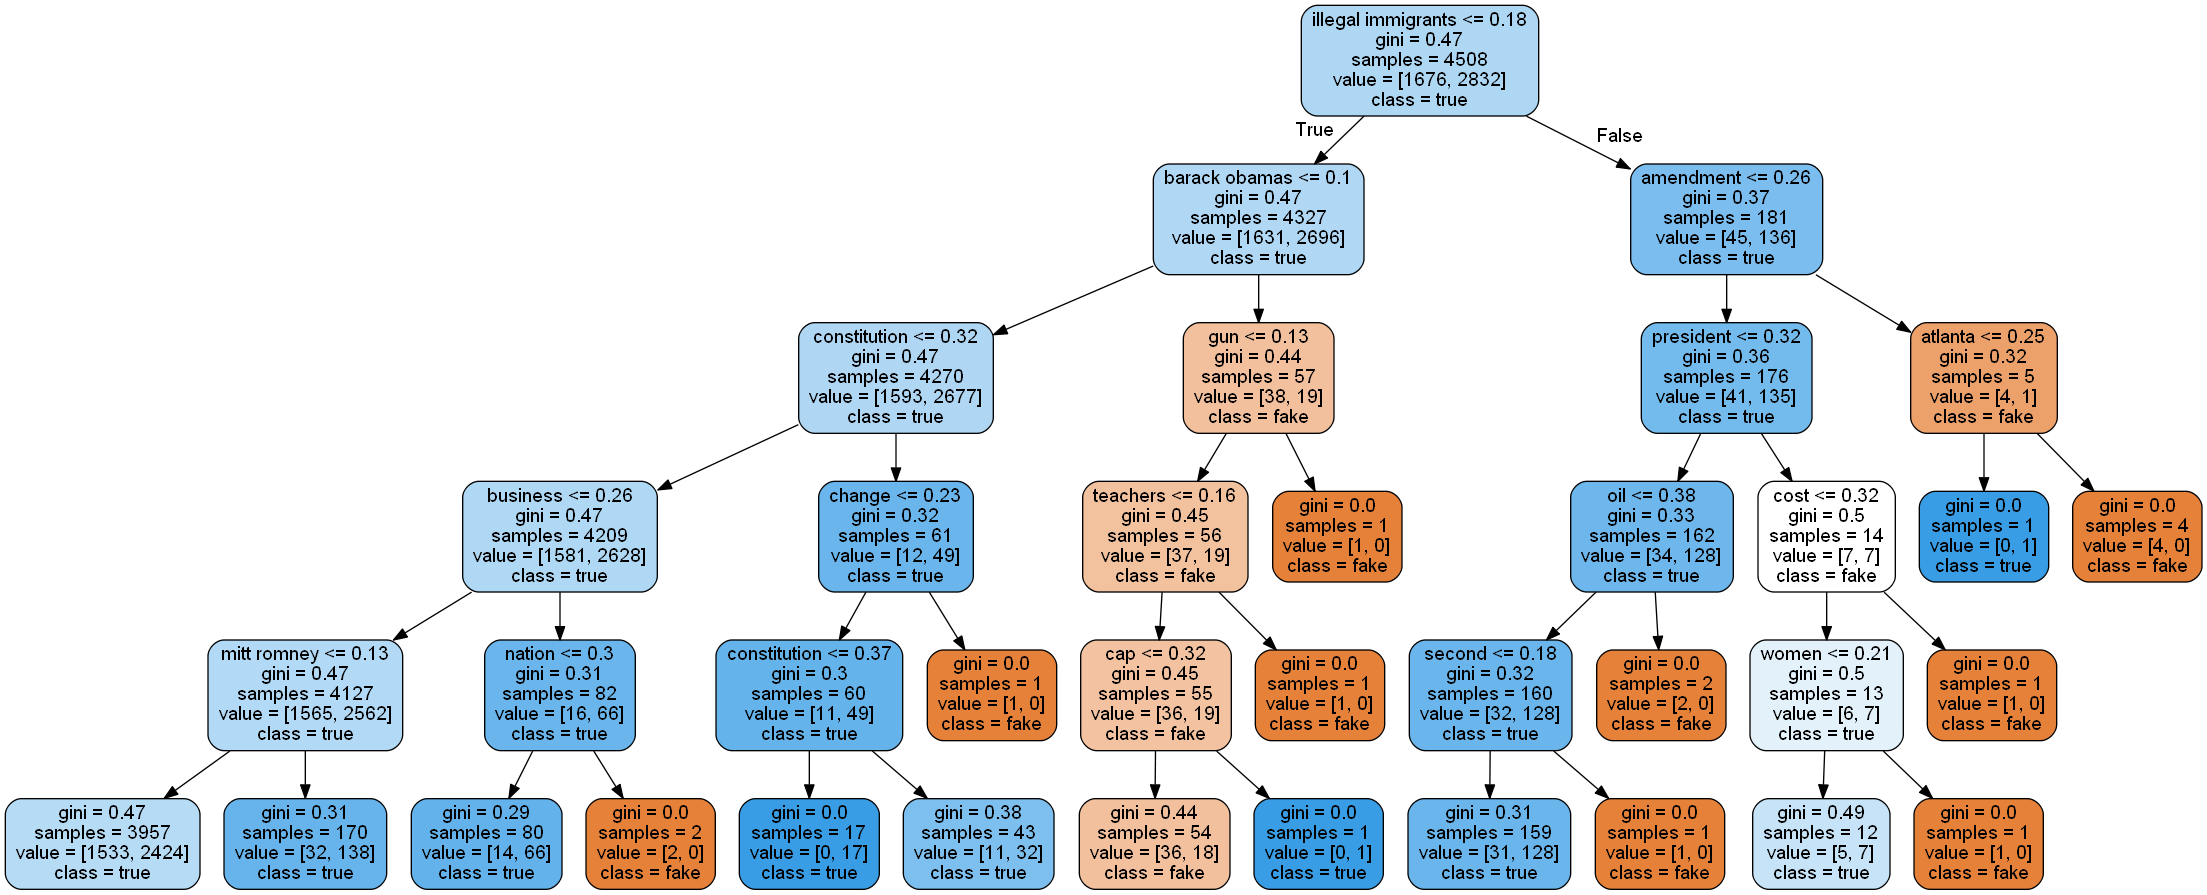 illegal immigrants <= 0.18
gini = 0.47
samples = 4508
value = [1676, 2832]
class = true
True
False
barack obamas <= 0.1
gini = 0.47
samples = 4327
value = [1631, 2696]
class = true
amendment <= 0.26
gini = 0.37
samples = 181
value = [45, 136]
class = true
constitution <= 0.32
gini = 0.47
samples = 4270
value = [1593, 2677]
class = true
gun <= 0.13
gini = 0.44
samples = 57
value = [38, 19]
class = fake
president <= 0.32
gini = 0.36
samples = 176
value = [41, 135]
class = true
atlanta <= 0.25
gini = 0.32
samples = 5
value = [4, 1]
class = fake
business <= 0.26
gini = 0.47
samples = 4209
value = [1581, 2628]
class = true
change <= 0.23
gini = 0.32
samples = 61
value = [12, 49]
class = true
teachers <= 0.16
gini = 0.45
samples = 56
value = [37, 19]
class = fake
gini = 0.0
samples = 1
value = [1, 0]
class = fake
oil <= 0.38
gini = 0.33
samples = 162
value = [34, 128]
class = true
cost <= 0.32
gini = 0.5
samples = 14
value = [7, 7]
class = fake
gini = 0.0
samples = 1
value = [0, 1]
class = true
gini = 0.0
samples = 4
value = [4, 0]
class = fake
mitt romney <= 0.13
gini = 0.47
samples = 4127
value = [1565, 2562]
class = true
nation <= 0.3
gini = 0.31
samples = 82
value = [16, 66]
class = true
constitution <= 0.37
gini = 0.3
samples = 60
value = [11, 49]
class = true
gini = 0.0
samples = 1
value = [1, 0]
class = fake
cap <= 0.32
gini = 0.45
samples = 55
value = [36, 19]
class = fake
gini = 0.0
samples = 1
value = [1, 0]
class = fake
second <= 0.18
gini = 0.32
samples = 160
value = [32, 128]
class = true
gini = 0.0
samples = 2
value = [2, 0]
class = fake
women <= 0.21
gini = 0.5
samples = 13
value = [6, 7]
class = true
gini = 0.0
samples = 1
value = [1, 0]
class = fake
gini = 0.47
samples = 3957
value = [1533, 2424]
class = true
gini = 0.31
samples = 170
value = [32, 138]
class = true
gini = 0.29
samples = 80
value = [14, 66]
class = true
gini = 0.0
samples = 2
value = [2, 0]
class = fake
gini = 0.0
samples = 17
value = [0, 17]
class = true
gini = 0.38
samples = 43
value = [11, 32]
class = true
gini = 0.44
samples = 54
value = [36, 18]
class = fake
gini = 0.0
samples = 1
value = [0, 1]
class = true
gini = 0.31
samples = 159
value = [31, 128]
class = true
gini = 0.0
samples = 1
value = [1, 0]
class = fake
gini = 0.49
samples = 12
value = [5, 7]
class = true
gini = 0.0
samples = 1
value = [1, 0]
class = fake